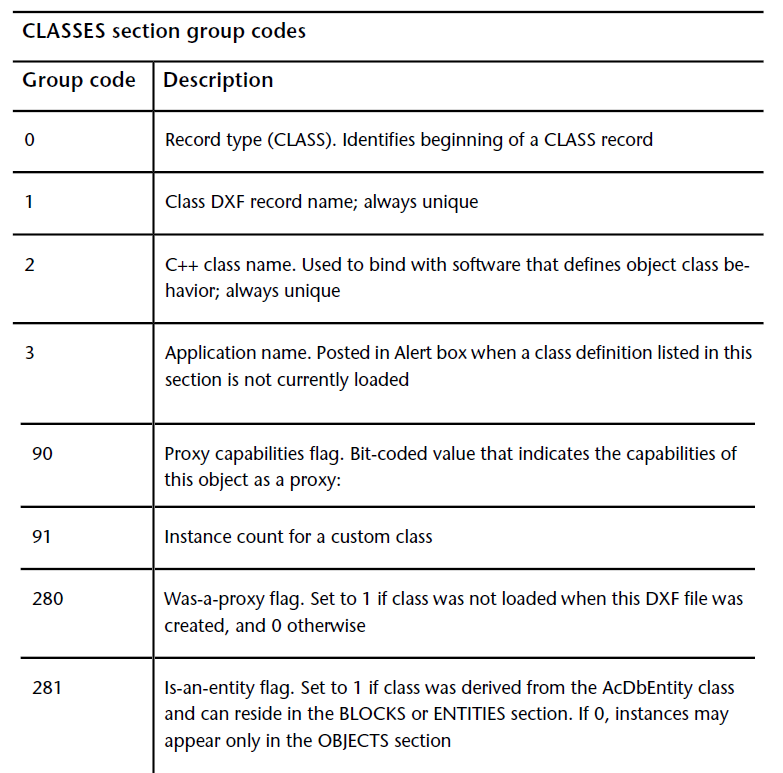 CLASSES section group codes
Group code Description
0 Record type (CLASS). Identifies beginning of a CLASS record
1 Class DXF record name; always unique
2 C++ class name. Used to bind with software that defines object class be-
havior; always unique
3 Application name. Posted in Alert box when a class definition listed in this
section is not currently loaded
90 Proxy capabilities flag. Bit-coded value that indicates the capabilities of
this object as a proxy:
91 Instance count for a custom class
280 Was-a-proxy flag. Set to 1 if class was not loaded when this DXF file was
created, and 0 otherwise
281 Is-an-entity flag. Set to 1 if class was derived from the AcDbEntity class
and can reside in the BLOCKS or ENTITIES section. If 0, instances may
appear only in the OBJECTS section